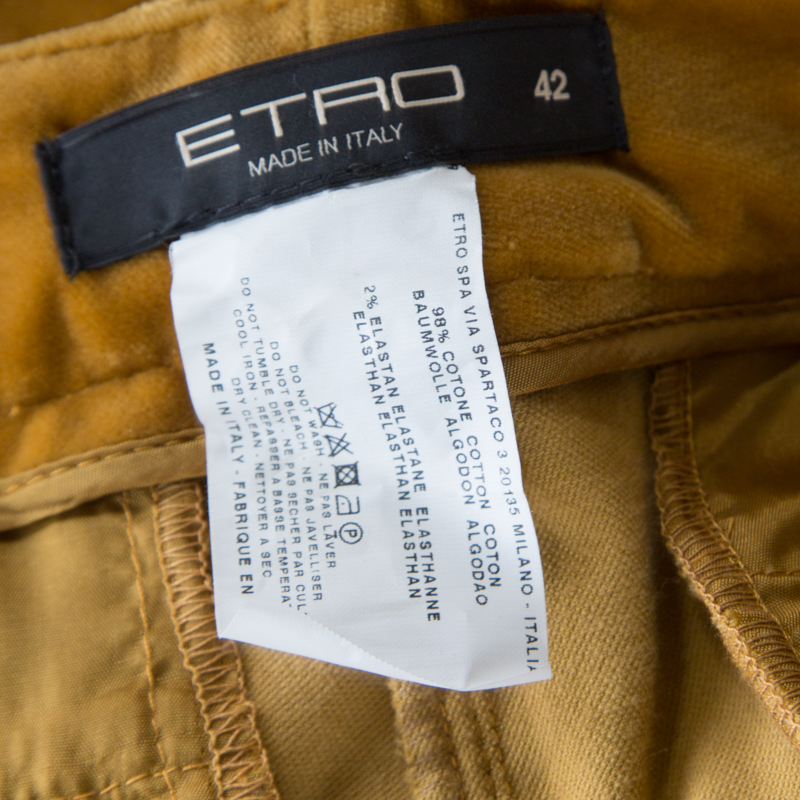 ETRO
42
MADE IN ITALY
ETRO SPA VIA SPARTACO 3 20135 MILANO - ITALIA
98% COTONE COTTON COTON
BAUMWOLLE ALGODON ALGODAO
2% ELASTAN ELASTANE ELASTHANNE
ELASTHAN ELASTHAN ELASTHAN
P
DO NOT WASH - NE PAS LAVER
DO NOT BLEACH - NE PAS JAVELLISER
DO NOT TUMBLE DRY - NE PAS SECHER PAR CUL-
COOL IRON - REPASSER A BASSE TEMPERA-
DRY CLEAN - NETTOYER A SEC
MADE IN ITALY - FABRIQUE EN